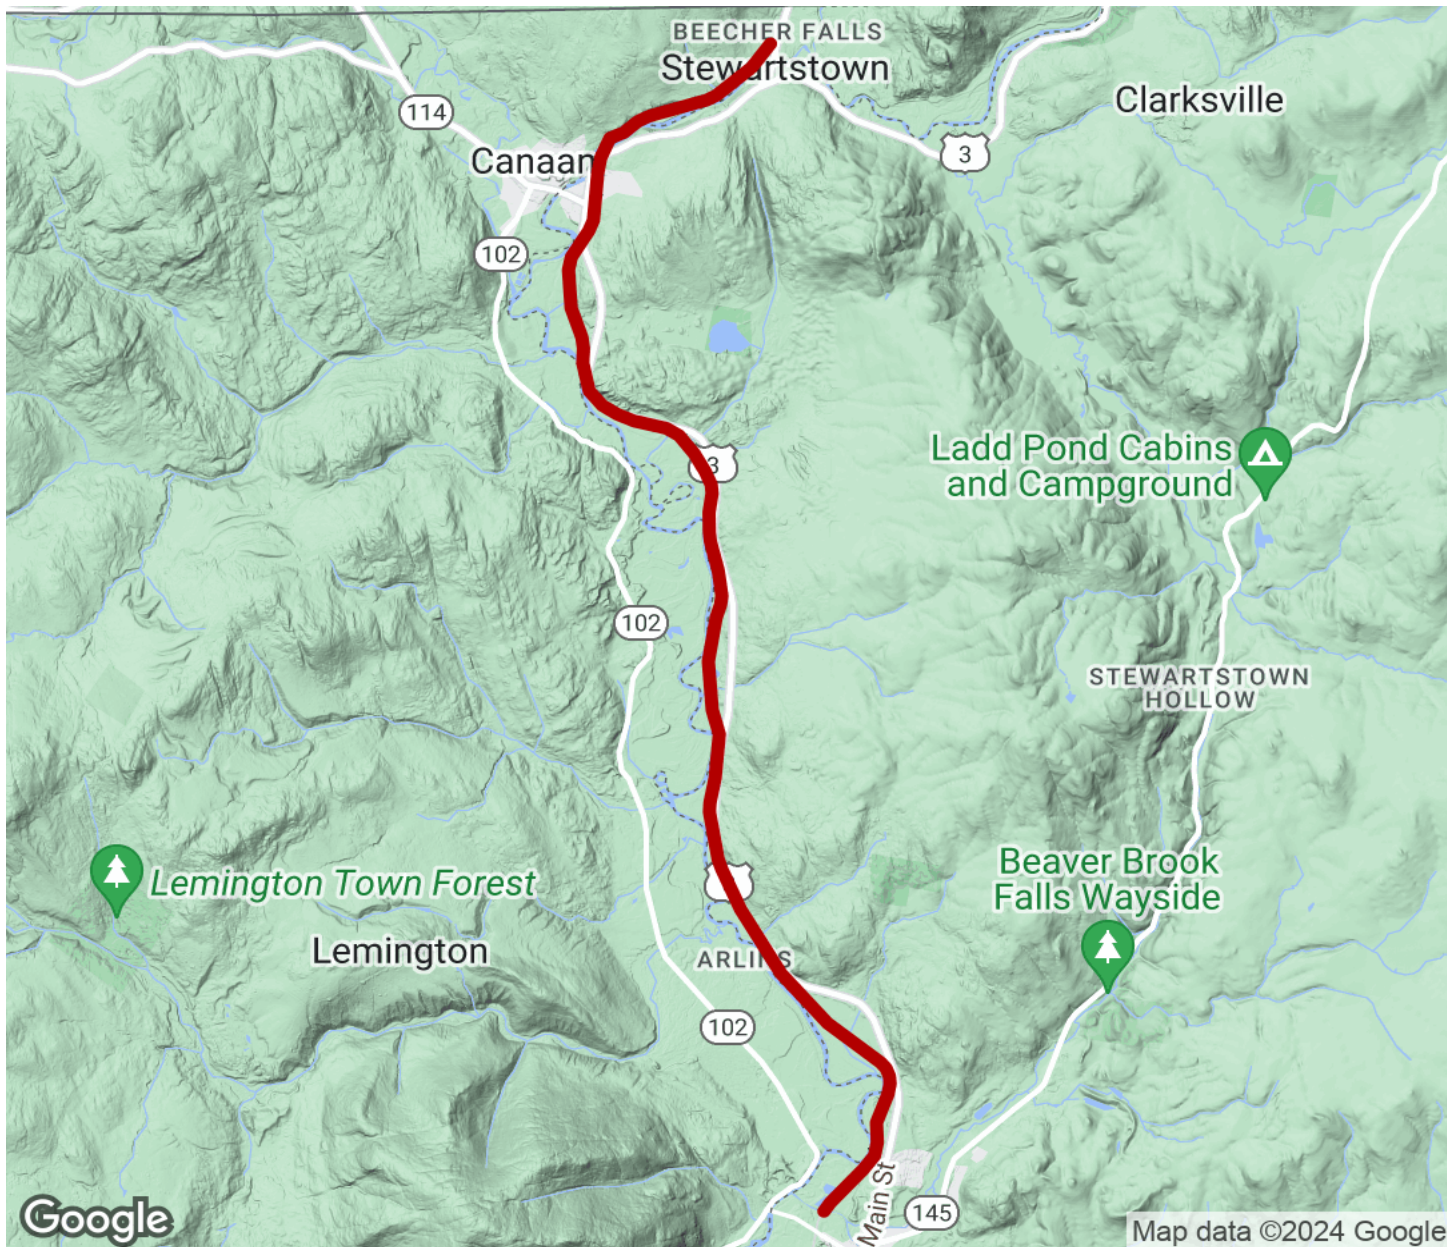 BEECHER FALLS
Stewartstown
Clarksville
114
3
Canaan
102
Ladd Pond Cabins
and Campground
3
102
STEWARTSTOWN
HOLLOW
Beaver Brook
Falls Wayside
Lemington Town Forest
Lemington
102
Main St
145
Google
Map data ©2024 Google